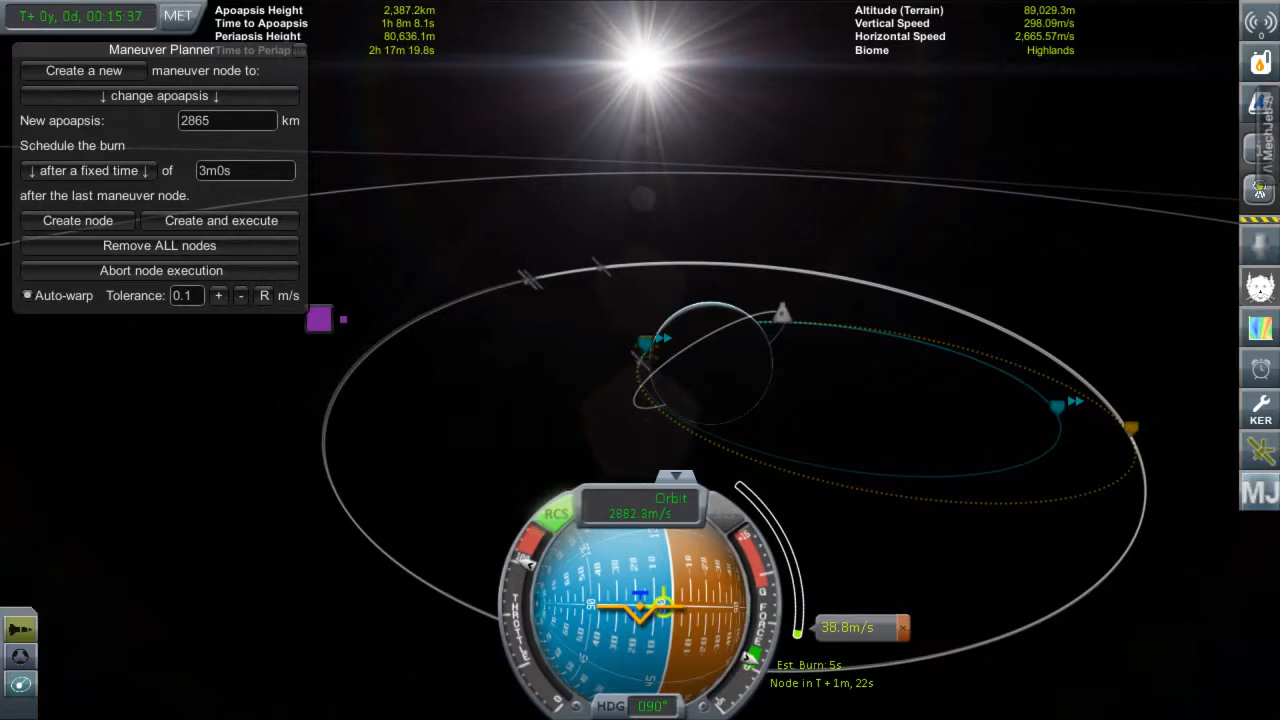 T+ 0y, 0d, 00:15:37 MET
Apoapsis Height 2,387.2km
Time to Apoapsis 1h 8m 8.1s
Periapsis Height 80,636.1m
Time to Periapsis 2h 17m 19.8s
Altitude (Terrain) 89,029.3m
Vertical Speed 298.09m/s
Horizontal Speed 2,665.57m/s
Biome Highlands
Maneuver Planner
Create a new maneuver node to:
↓ change apoapsis ↓
New apoapsis: 2865 km
Schedule the burn
↓ after a fixed time ↓ of 3m0s
after the last maneuver node.
Create node Create and execute
Remove ALL nodes
Abort node execution
Auto-warp Tolerance: 0.1 + - R m/s
0
MechJeb
KER
MJ
Orbit
2882.3m/s
RCS
THROTTLE
G FORCE
38.8m/s ×
Est. Burn: 5s
Node in T + 1m, 22s
HDG 090°